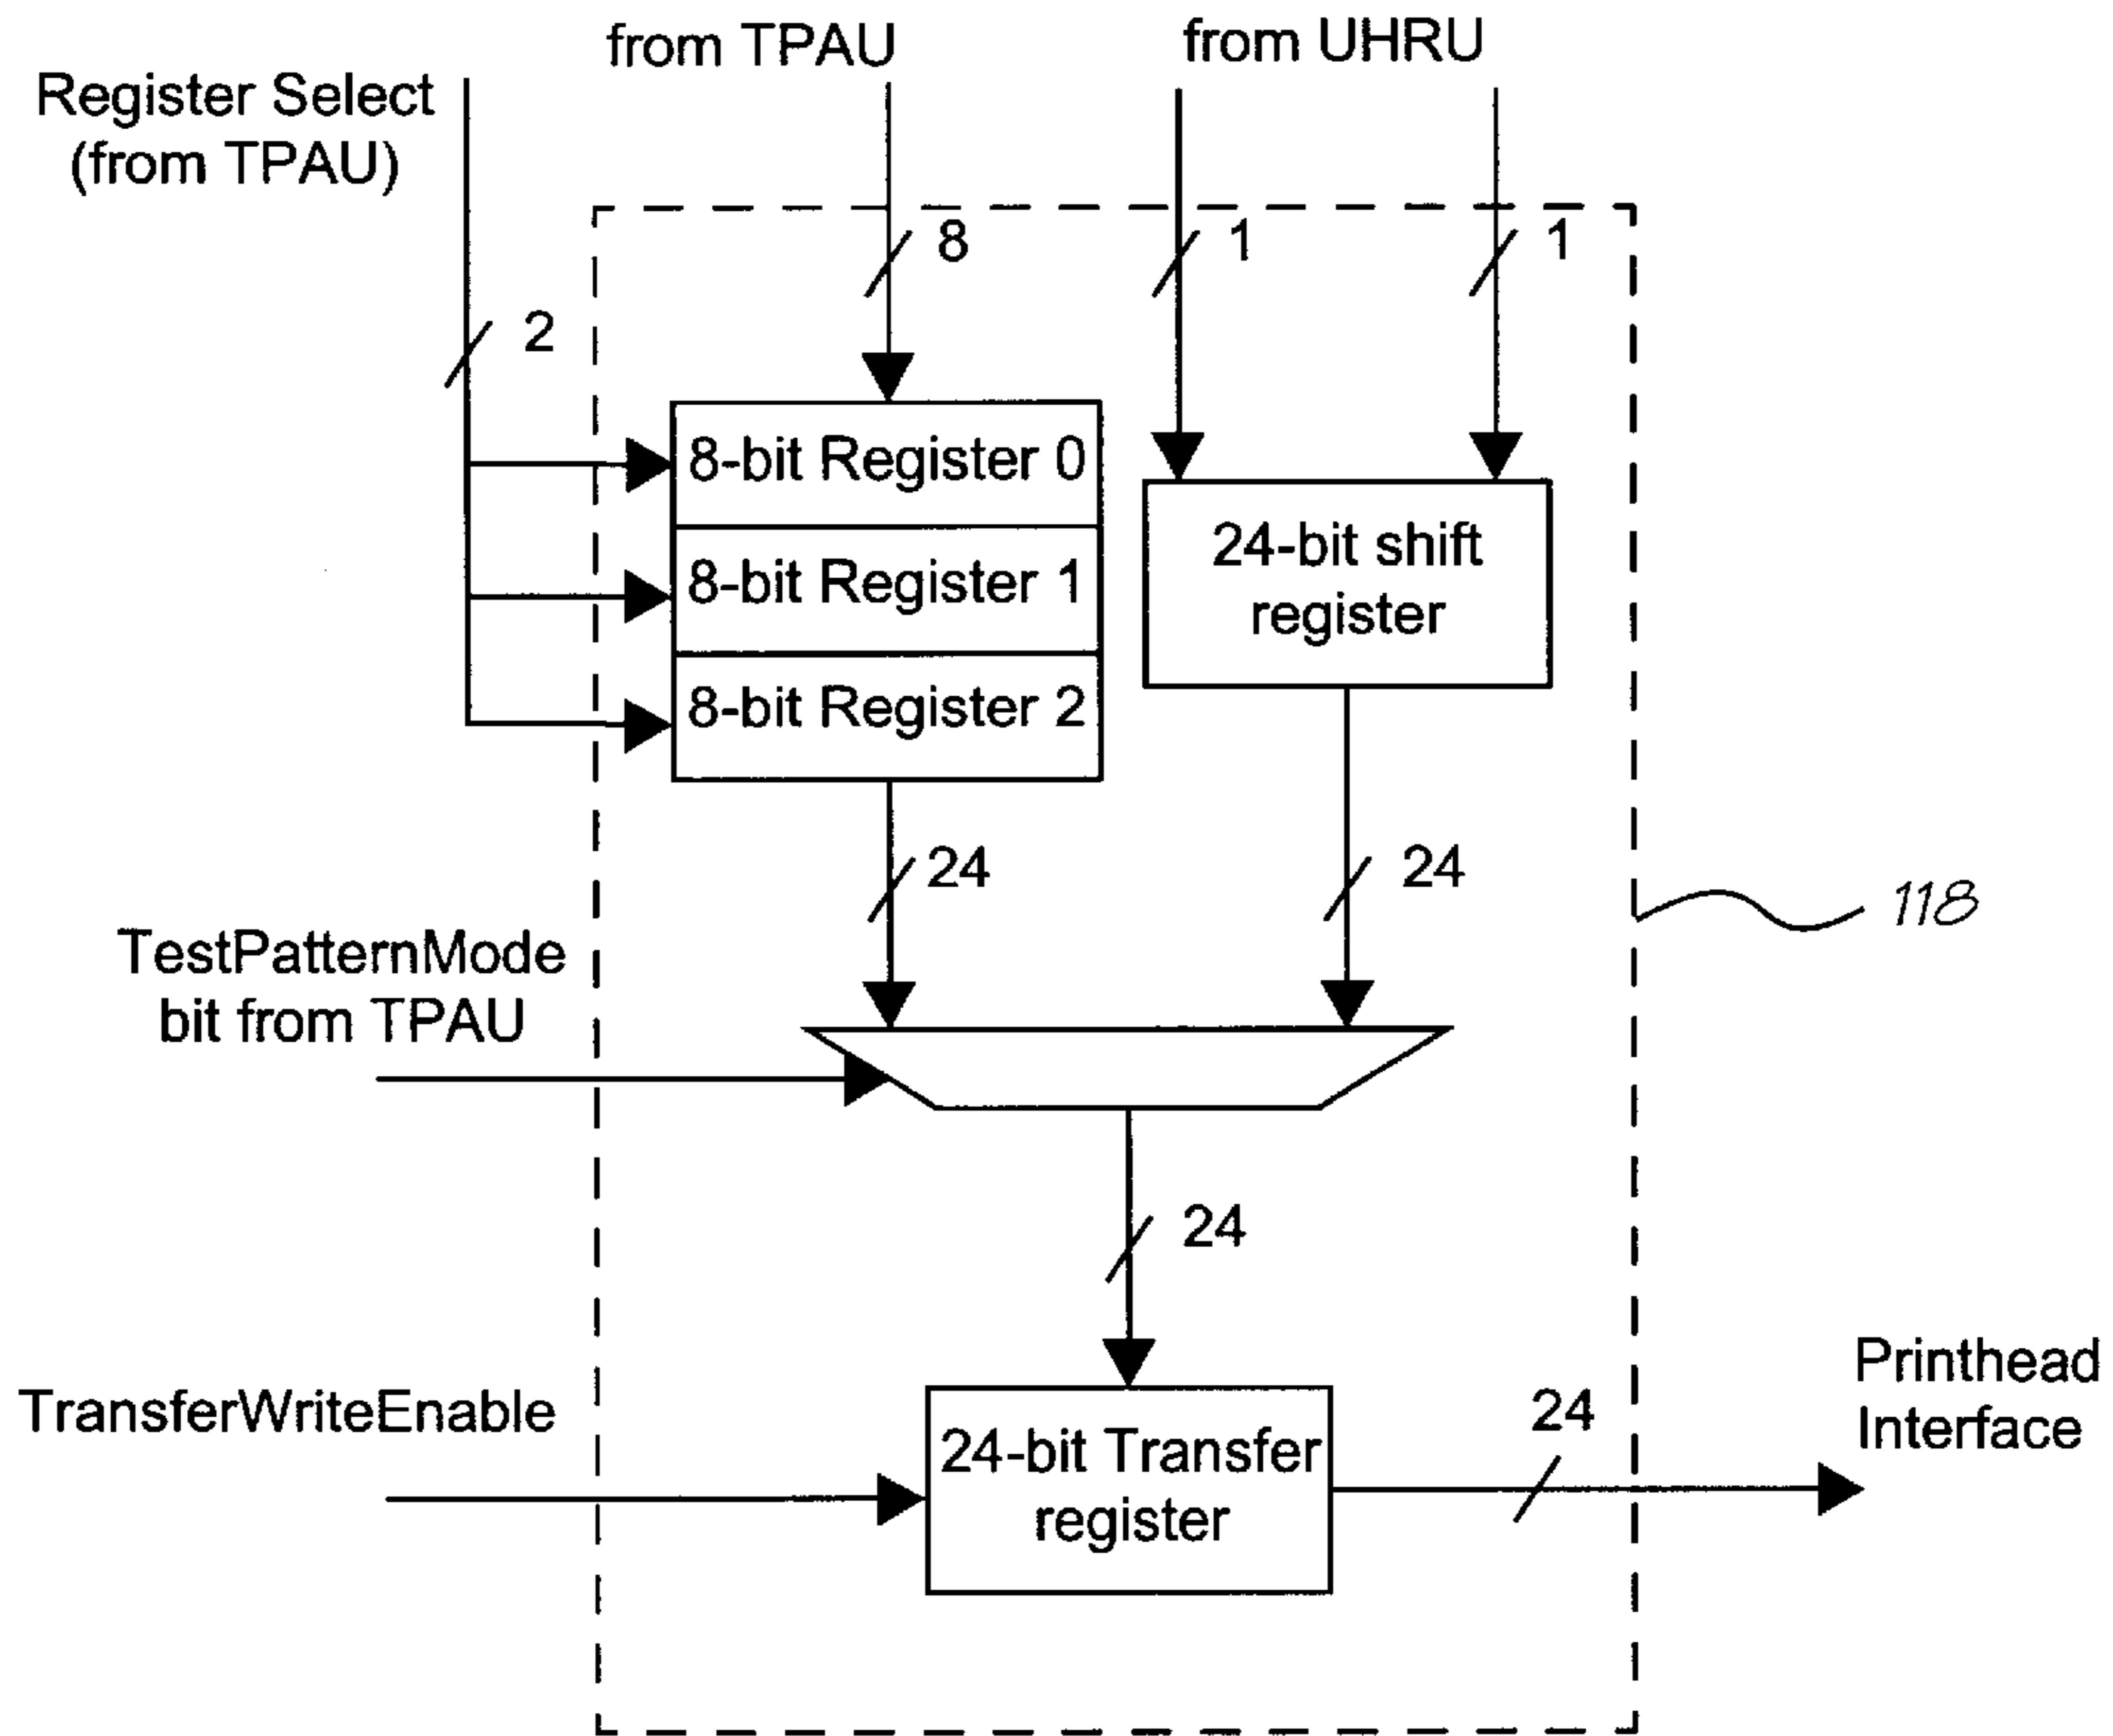 from TPAU
from UHRU
Register Select
(from TPAU)
8
1
1
2
8-bit Register 0
8-bit Register 1
8-bit Register 2
24-bit shift
register
24
24
118
TestPatternMode
bit from TPAU
24
TransferWriteEnable
24-bit Transfer
register
24
Printhead
Interface